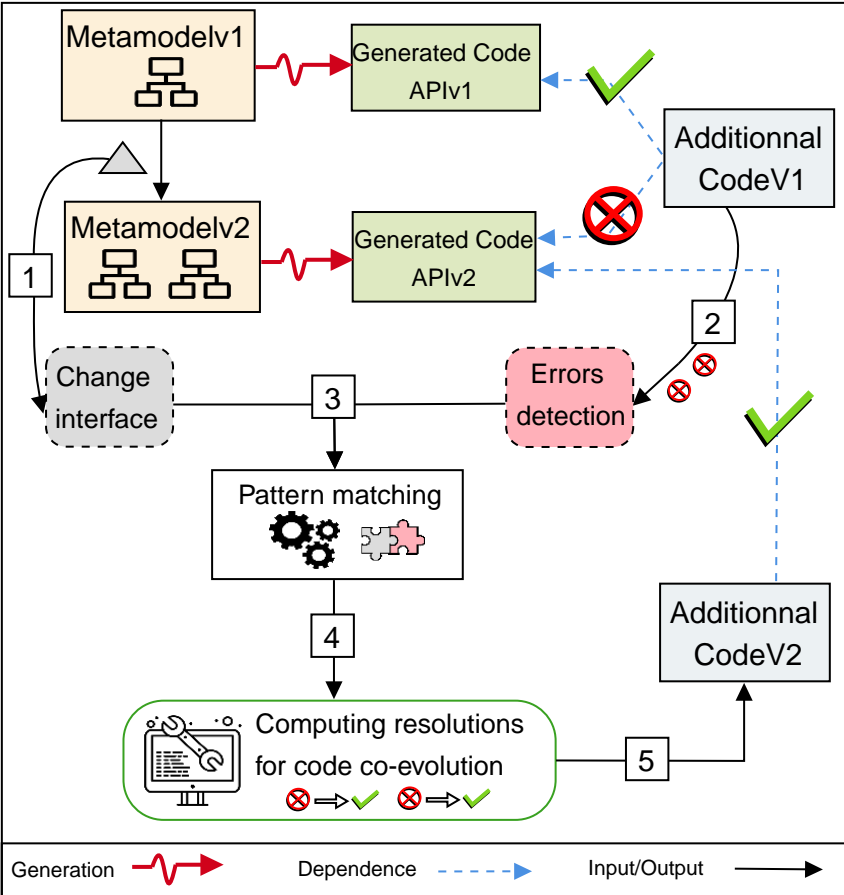 Metamodelv1
Generated Code
APIv1
Additionnal
CodeV1
Metamodelv2
Generated Code
APIv2
1
2
Change
interface
3
Errors
detection
Pattern matching
4
Additionnal
CodeV2
Computing resolutions
for code co-evolution
5
Generation
Dependence
Input/Output